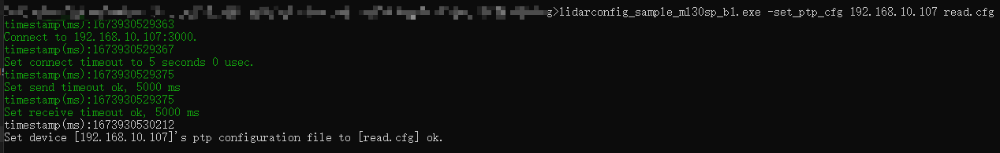 g>lidarconfig_sample_ml30sp_b1.exe -set_ptp_cfg 192.168.10.107 read.cfg
timestamp(ms):1673930529363
Connect to 192.168.10.107:3000.
timestamp(ms):1673930529367
Set connect timeout to 5 seconds 0 usec.
timestamp(ms):1673930529375
Set send timeout ok, 5000 ms
timestamp(ms):1673930529375
Set receive timeout ok, 5000 ms
timestamp(ms):1673930530212
Set device [192.168.10.107]'s ptp configuration file to [read.cfg] ok.